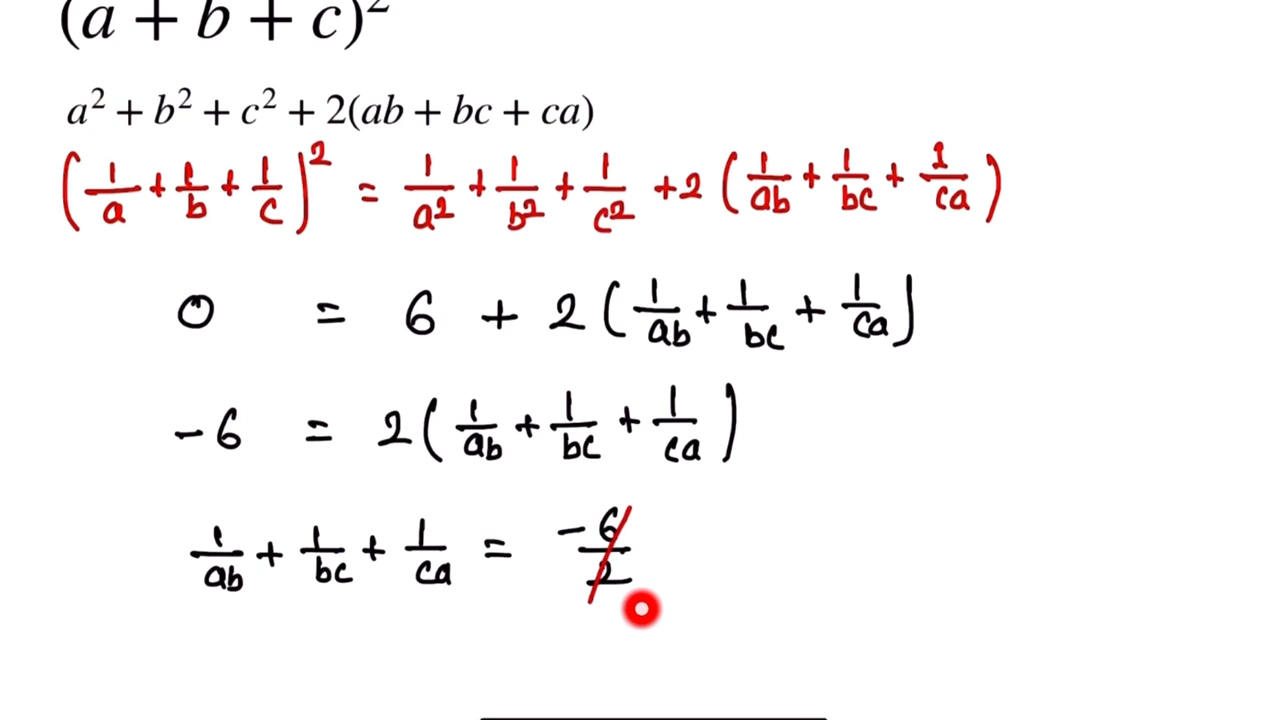 (a + b + c)²
a² + b² + c² + 2(ab + bc + ca)
(1/a + 1/b + 1/c)² = 1/a² + 1/b² + 1/c² + 2 (1/ab + 1/bc + 1/ca)
0 = 6 + 2 (1/ab + 1/bc + 1/ca)
-6 = 2 (1/ab + 1/bc + 1/ca)
1/ab + 1/bc + 1/ca = -6/2